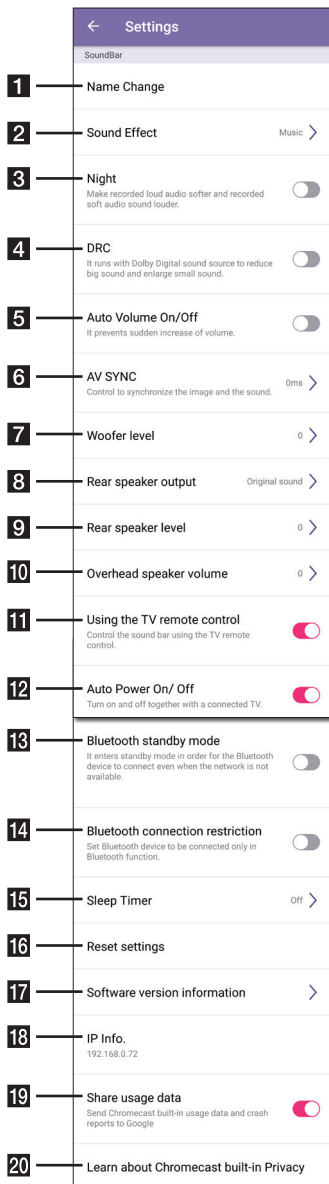 Settings
SoundBar
1 Name Change
2 Sound Effect Music
3 Night
Make recorded loud audio softer and recorded
soft audio sound louder.
4 DRC
It runs with Dolby Digital sound source to reduce
big sound and enlarge small sound.
5 Auto Volume On/Off
It prevents sudden increase of volume.
6 AV SYNC 0ms
Control to synchronize the image and the sound.
7 Woofer level 0
8 Rear speaker output Original sound
9 Rear speaker level 0
10 Overhead speaker volume 0
11 Using the TV remote control
Control the sound bar using the TV remote
control.
12 Auto Power On/ Off
Turn on and off together with a connected TV.
13 Bluetooth standby mode
It enters standby mode in order for the Bluetooth
device to connect even when the network is not
available.
14 Bluetooth connection restriction
Set Bluetooth device to be connected only in
Bluetooth function.
15 Sleep Timer Off
16 Reset settings
17 Software version information
18 IP Info.
192.168.0.72
19 Share usage data
Send Chromecast built-in usage data and crash
reports to Google
20 Learn about Chromecast built-in Privacy